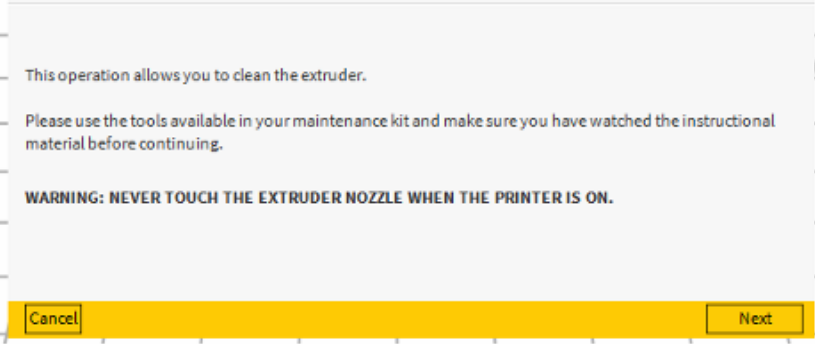 This operation allows you to clean the extruder.
Please use the tools available in your maintenance kit and make sure you have watched the instructional
material before continuing.
WARNING: NEVER TOUCH THE EXTRUDER NOZZLE WHEN THE PRINTER IS ON.
Cancel
Next